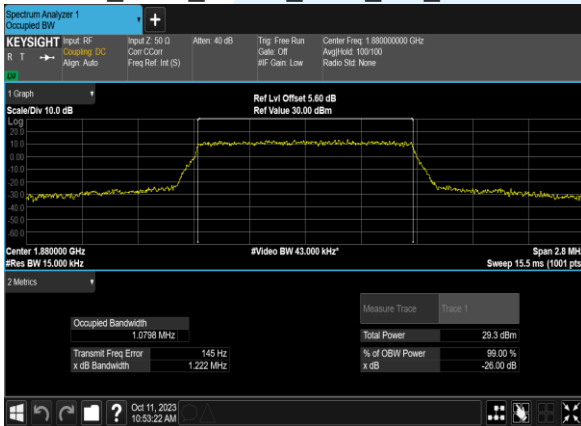 Spectrum Analyzer 1
Occupied BW
KEYSIGHT
R T
Input: RF
Coupling: DC
Align: Auto
Input Z: 50 Ω
Corr CCorr
Freq Ref: Int (S)
Atten: 40 dB
Trig: Free Run
Gate: Off
#IF Gain: Low
Center Freq: 1.880000000 GHz
Avg|Hold: 100/100
Radio Std: None
1 Graph
Scale/Div 10.0 dB
Ref Lvl Offset 5.60 dB
Ref Value 30.00 dBm
Log
20.0
10.0
0.00
-10.0
-20.0
-30.0
-40.0
-50.0
-60.0
Center 1.880000 GHz
#Res BW 15.000 kHz
#Video BW 43.000 kHz*
Span 2.8 MH
Sweep 15.5 ms (1001 pts
2 Metrics
Measure Trace
Trace 1
Occupied Bandwidth
1.0798 MHz
Total Power
29.3 dBm
Transmit Freq Error
145 Hz
% of OBW Power
99.00 %
x dB Bandwidth
1.222 MHz
x dB
-26.00 dB
?
Oct 11, 2023
10:53:22 AM